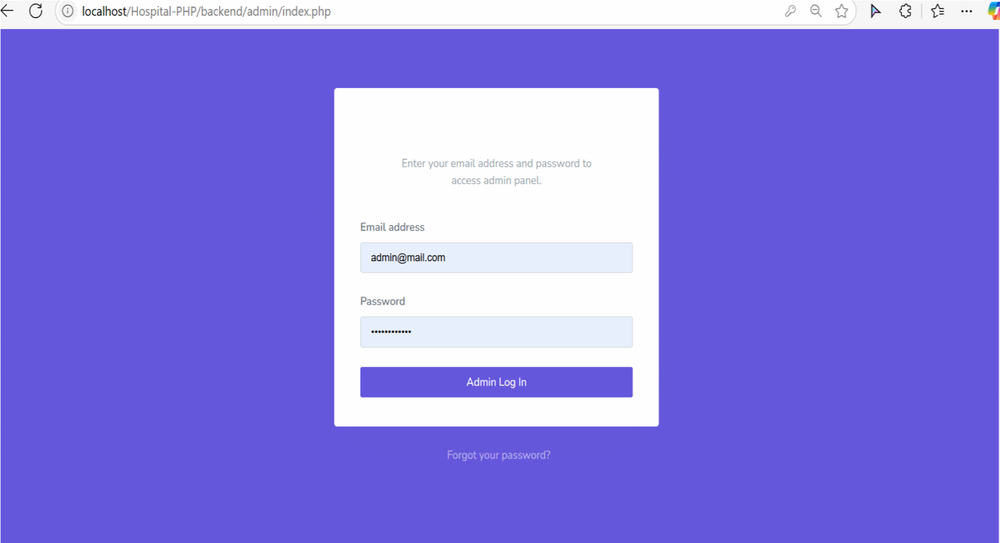 localhost/Hospital-PHP/backend/admin/index.php
Enter your email address and password to
access admin panel.
Email address
admin@mail.com
Password
••••••••••••
Admin Log In
Forgot your password?